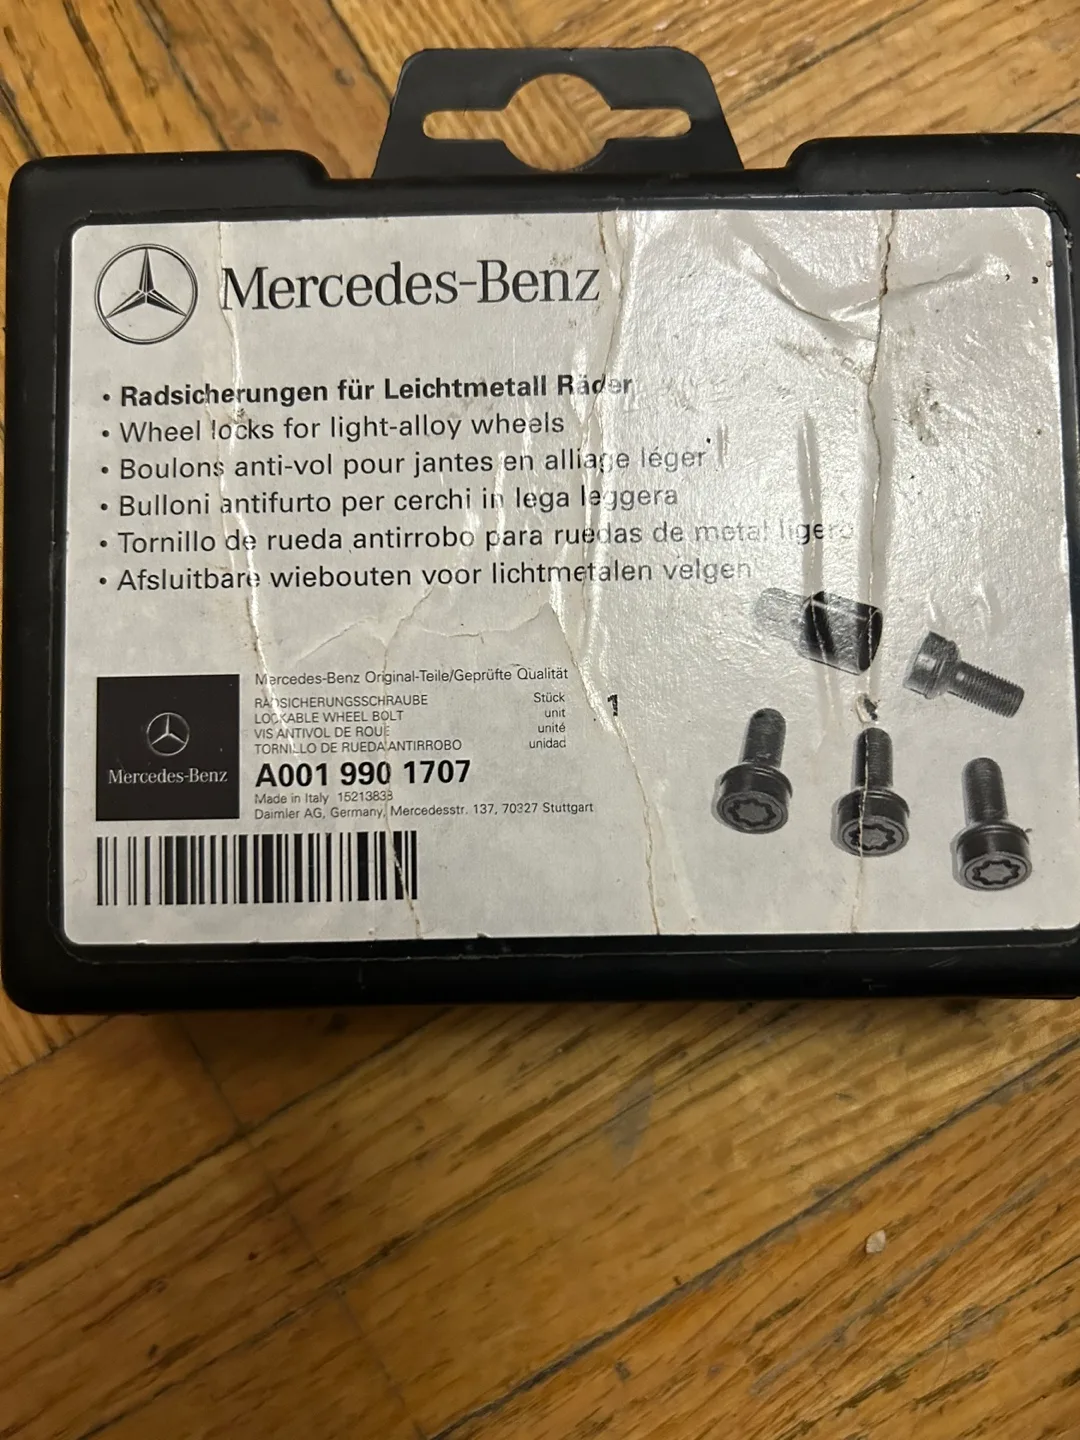 Mercedes-Benz
• Radsicherungen für Leichtmetall Räder
• Wheel locks for light-alloy wheels
• Boulons anti-vol pour jantes en alliage léger
• Bulloni antifurto per cerchi in lega leggera
• Tornillo de rueda antirrobo para ruedas de metal ligero
• Afsluitbare wiebouten voor lichtmetalen velgen
Mercedes-Benz Original-Teile/Geprüfte Qualität
RADSICHERUNGSSCHRAUBE Stück 1
LOCKABLE WHEEL BOLT unit
VIS ANTIVOL DE ROUE unité
TORNILLO DE RUEDA ANTIRROBO unidad
A001 990 1707
Made in Italy 15213838
Daimler AG, Germany, Mercedesstr. 137, 70327 Stuttgart
Mercedes-Benz